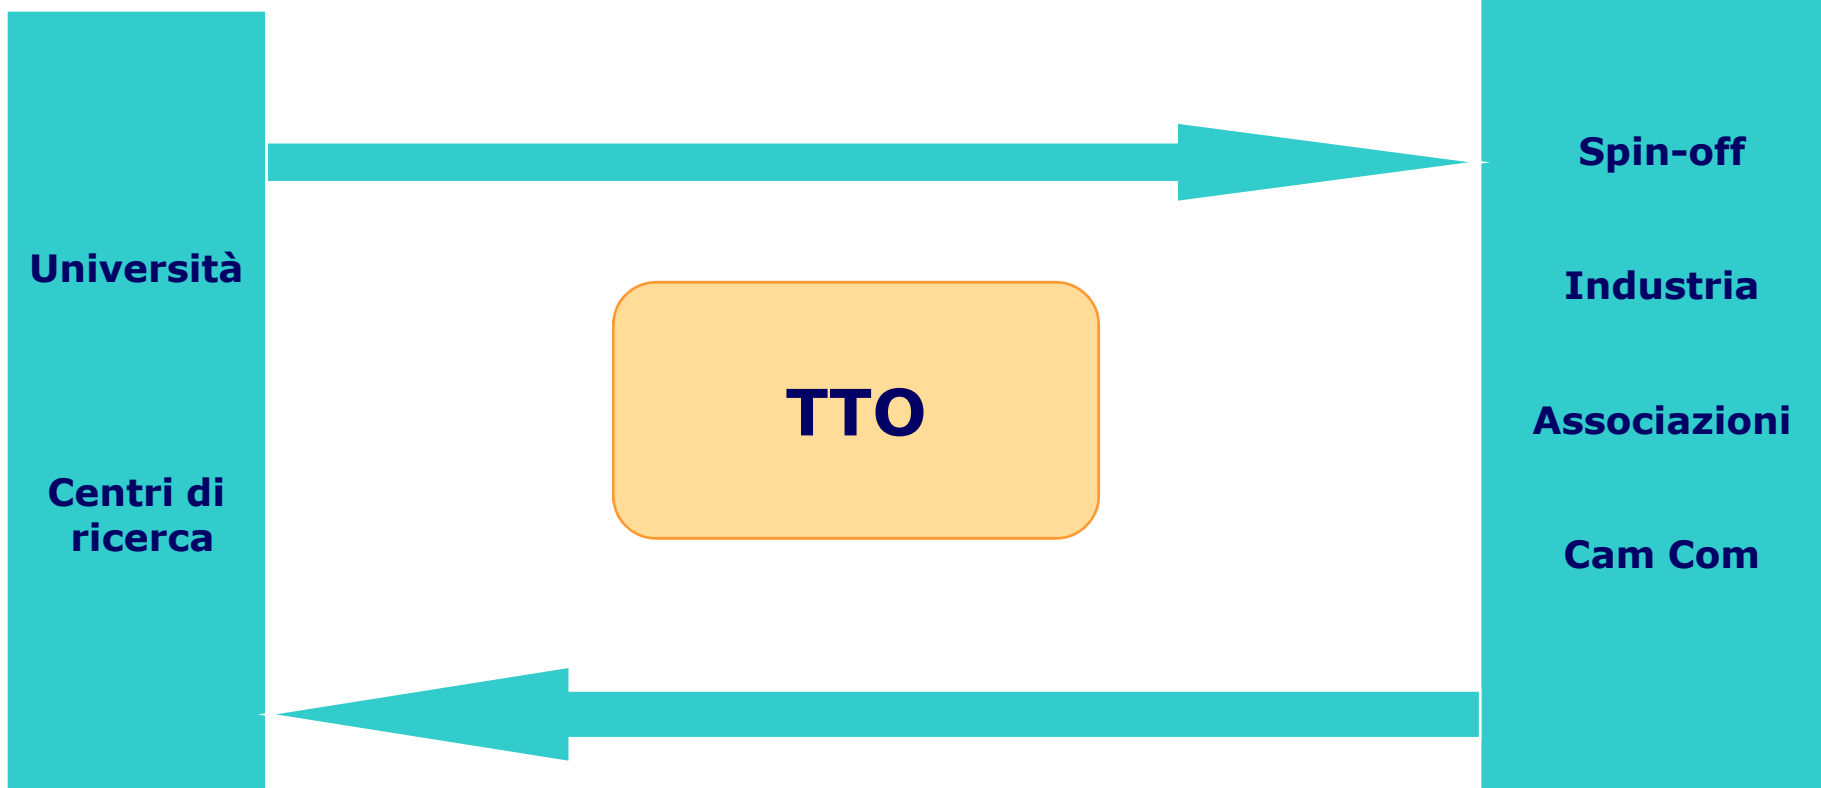 Università
Centri di
ricerca
TTO
Spin-off
Industria
Associazioni
Cam Com